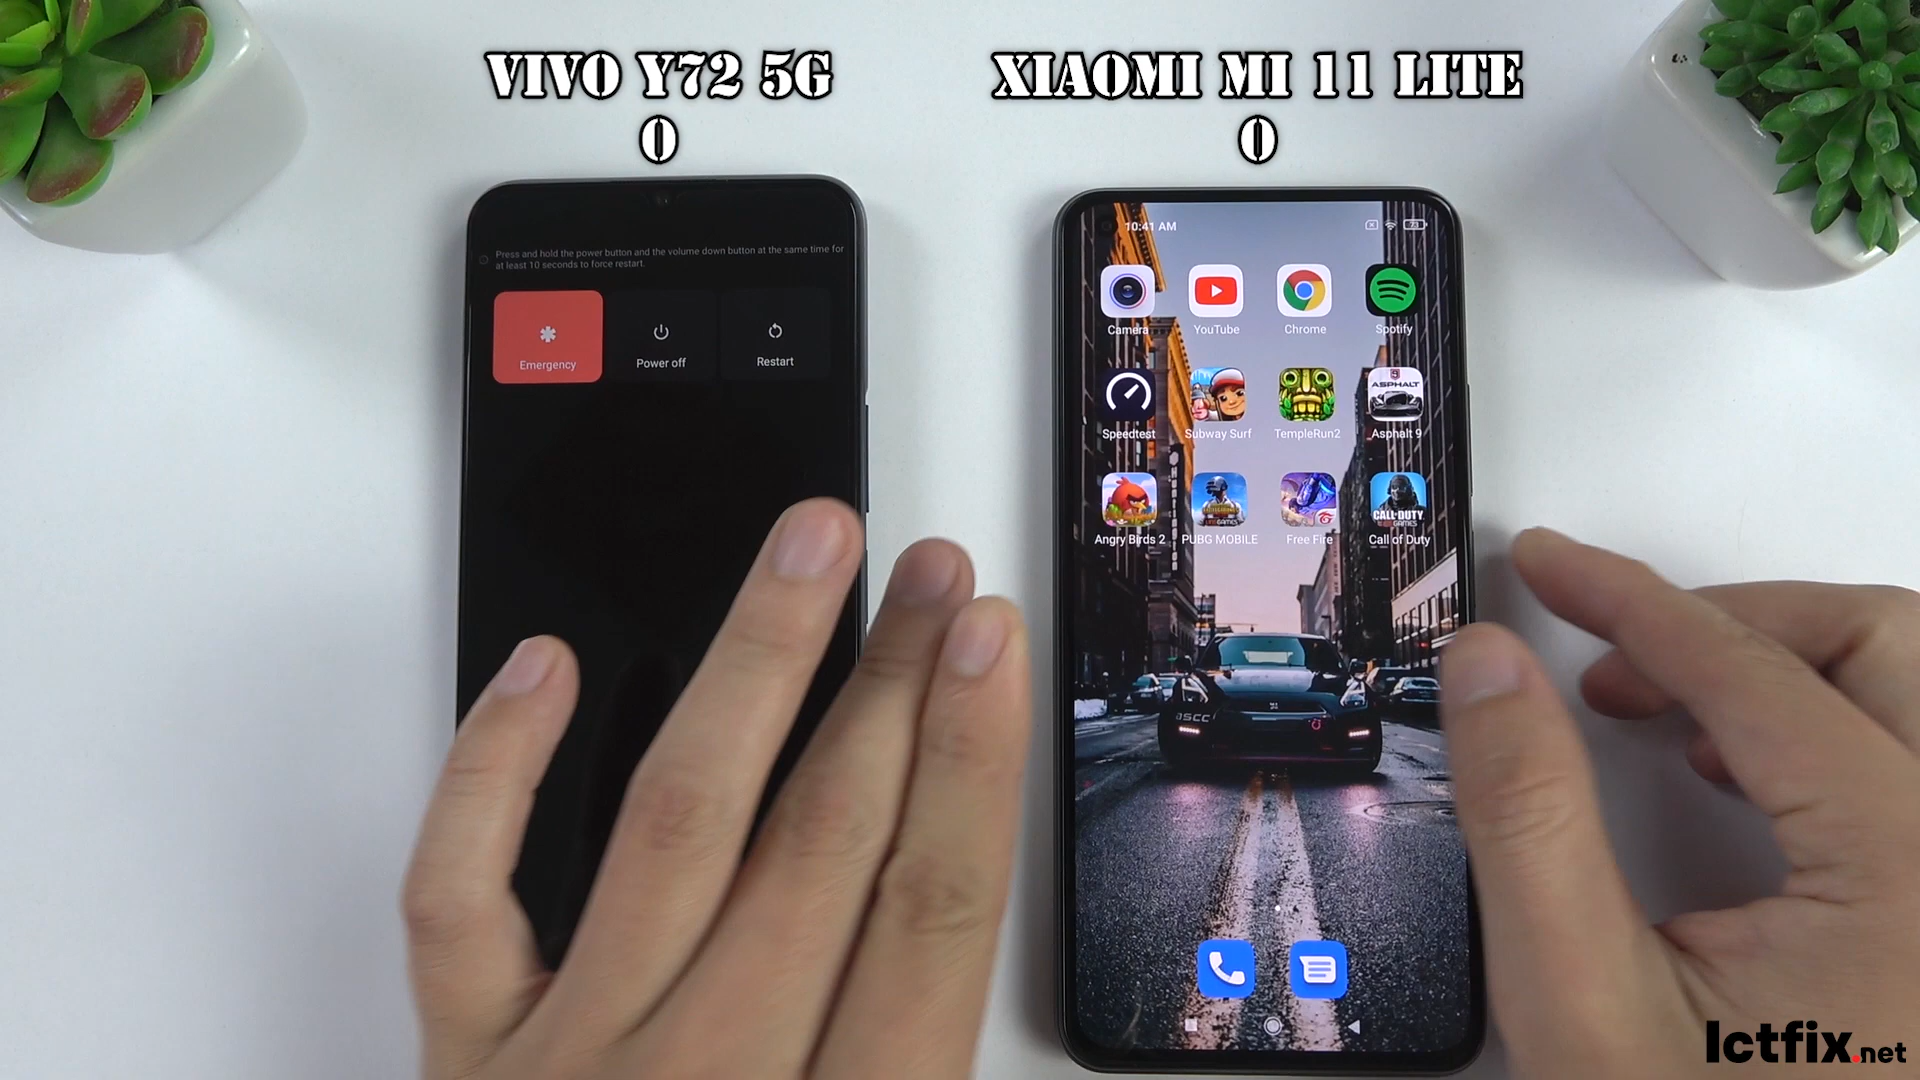 VIVO Y72 5G
XIAOMI MI 11 LITE
0
0
Press and hold the power button and the volume down button at the same time for
at least 10 seconds to force restart.
Emergency
Power off
Restart
10:41 AM
Camera
YouTube
Chrome
Spotify
ASPHALT
Speedtest
Subway Surf
TempleRun2
Asphalt 9
CALL·DUTY
Angry Birds 2
PUBG MOBILE
Free Fire
Call of Duty
Ictfix.net